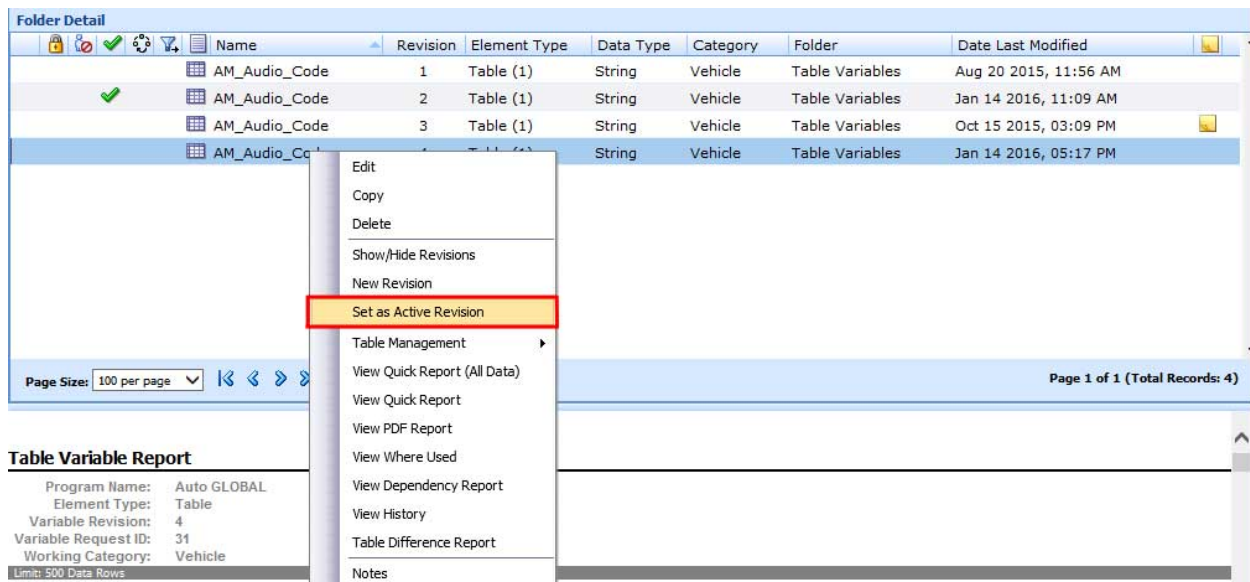 Folder Detail
Name Revision Element Type Data Type Category Folder Date Last Modified
AM_Audio_Code 1 Table (1) String Vehicle Table Variables Aug 20 2015, 11:56 AM
AM_Audio_Code 2 Table (1) String Vehicle Table Variables Jan 14 2016, 11:09 AM
AM_Audio_Code 3 Table (1) String Vehicle Table Variables Oct 15 2015, 03:09 PM
String Vehicle Table Variables Jan 14 2016, 05:17 PM
Edit
Copy
Delete
Show/Hide Revisions
New Revision
Set as Active Revision
Table Management
View Quick Report (All Data)
View Quick Report
View PDF Report
View Where Used
View Dependency Report
View History
Table Difference Report
Notes
Page Size: 100 per page Page 1 of 1 (Total Records: 4)
Table Variable Report
Program Name: Auto GLOBAL
Element Type: Table
Variable Revision: 4
Variable Request ID: 31
Working Category: Vehicle
Limit: 500 Data Rows